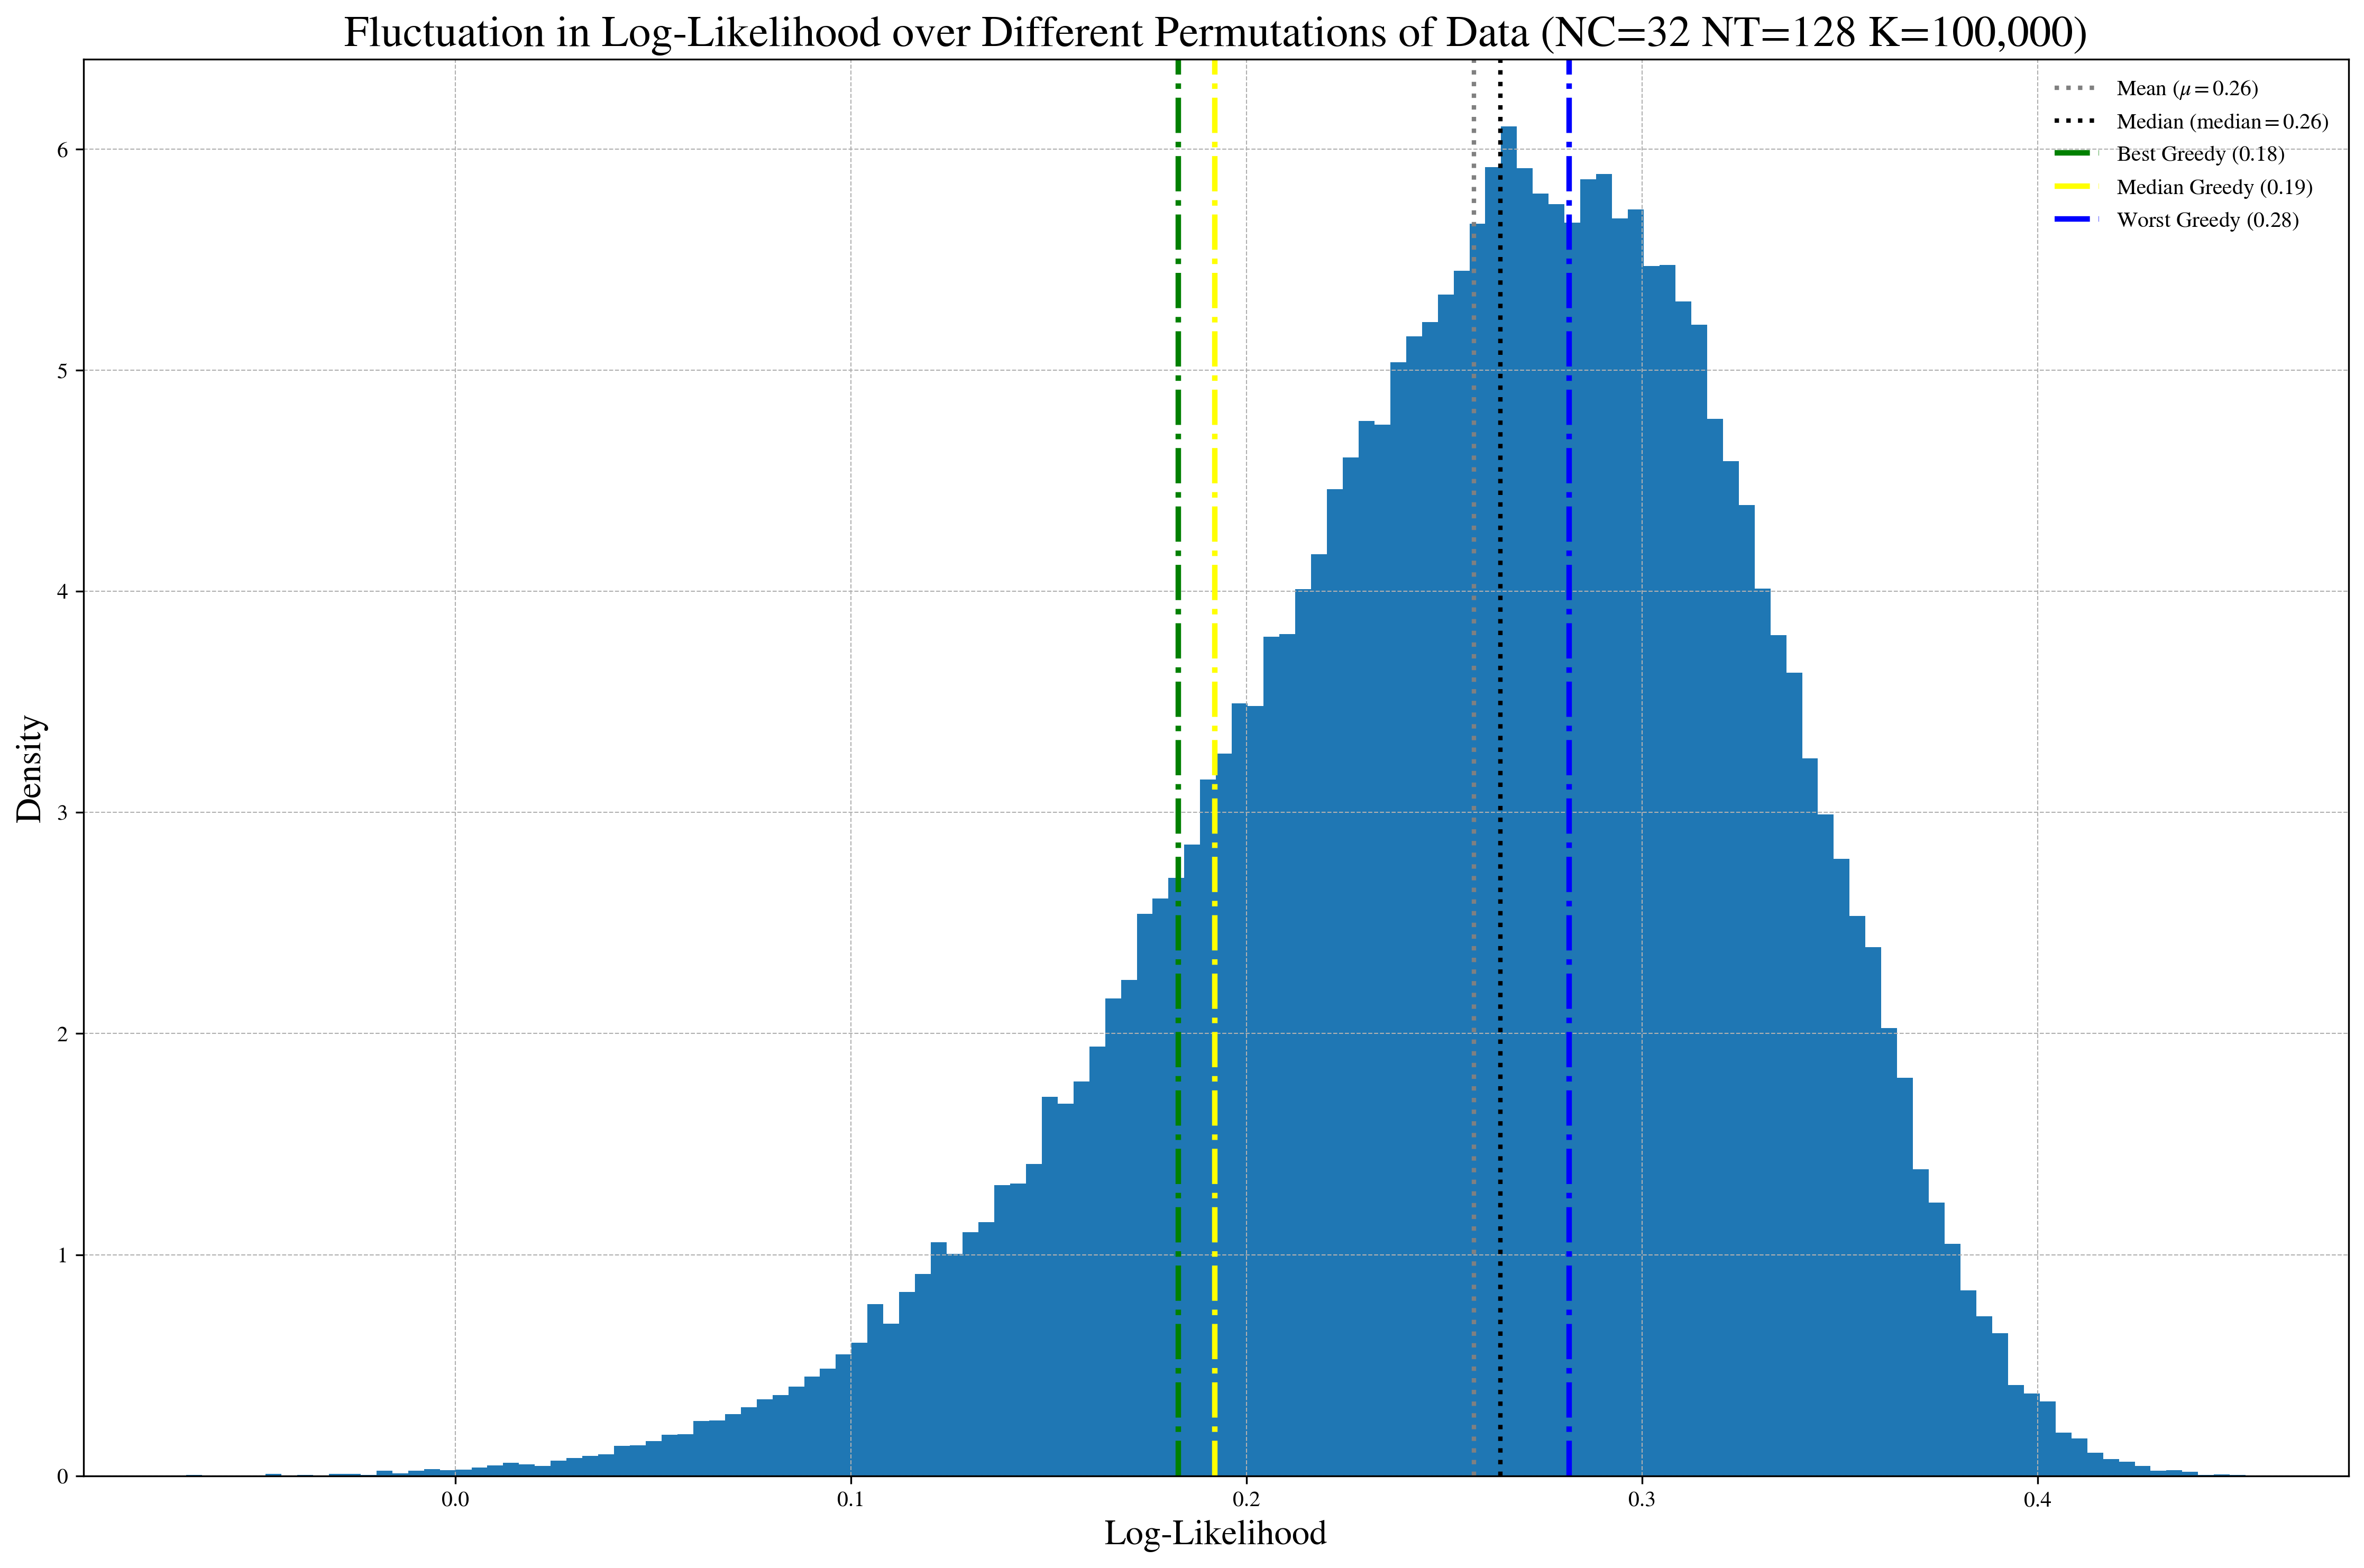 Fluctuation in Log-Likelihood over Different Permutations of Data (NC=32 NT=128 K=100,000)
Mean (μ=0.26)
Median (median=0.26)
Best Greedy (0.18)
Median Greedy (0.19)
Worst Greedy (0.28)
Density
6
5
4
3
2
1
0
0.0 0.1 0.2 0.3 0.4
Log-Likelihood